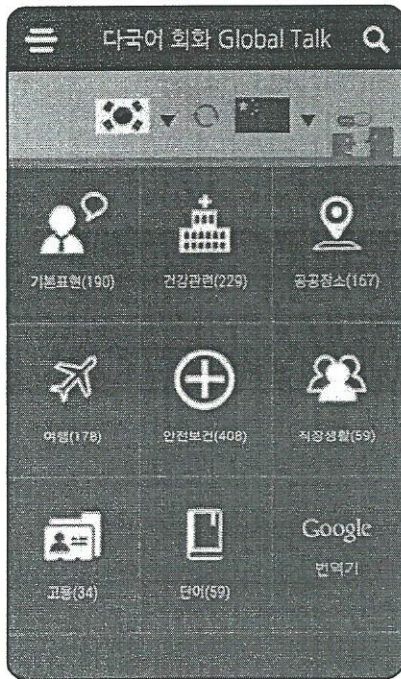 다국어 회화 Global Talk
기본표현(190)
건강관련(229)
공공장소(167)
여행(178)
안전보건(408)
직장생활(59)
고용(34)
단어(59)
Google
번역기